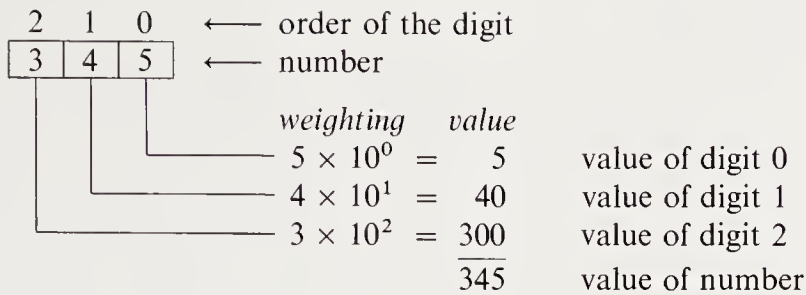 2 1 0 ← order of the digit
3 4 5 ← number
weighting value
5 × 10⁰ = 5 value of digit 0
4 × 10¹ = 40 value of digit 1
3 × 10² = 300 value of digit 2
345 value of number